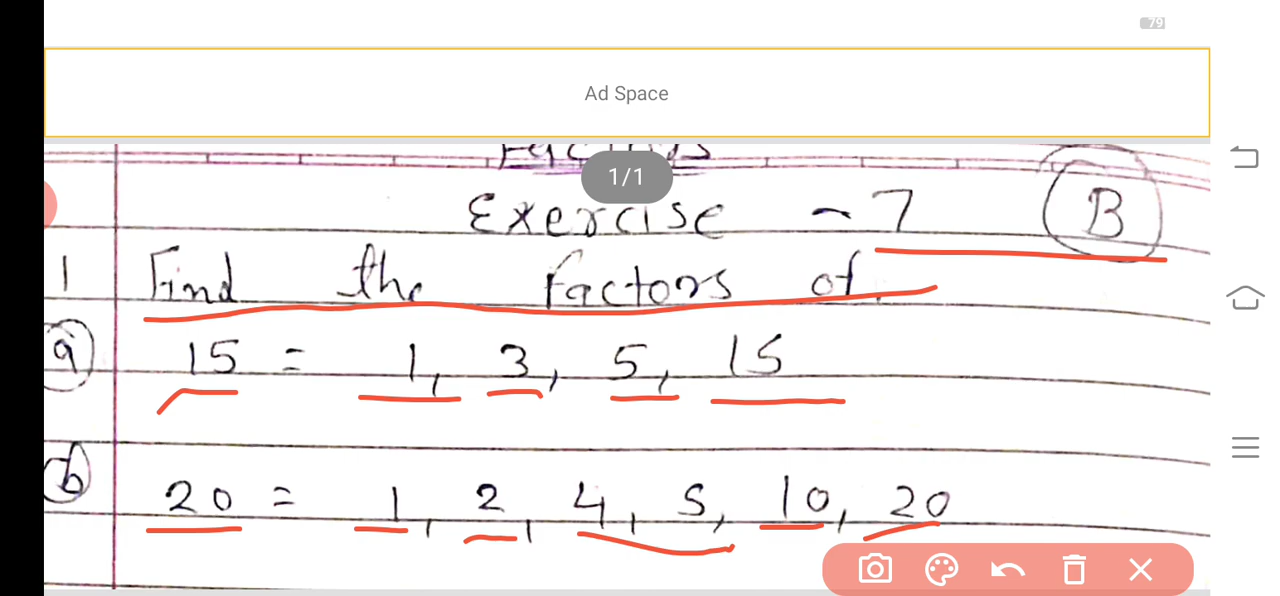 79
Ad Space
Factors
1/1
Exercise - 7 B
1 Find the factors of.
a 15 = 1, 3, 5, 15
b 20 = 1, 2, 4, 5, 10, 20